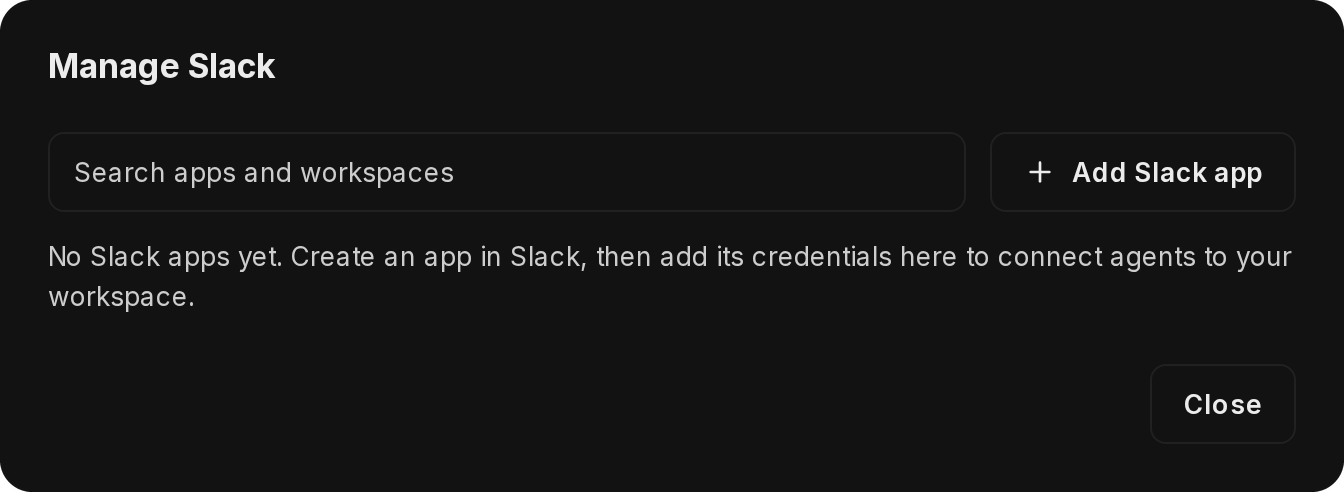 Manage Slack
Search apps and workspaces
Add Slack app
No Slack apps yet. Create an app in Slack, then add its credentials here to connect agents to your
workspace.
Close